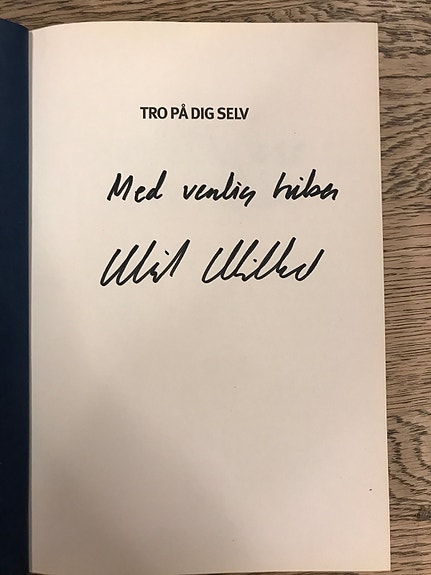 TRO PÅ DIG SELV
Med venlig hilsen